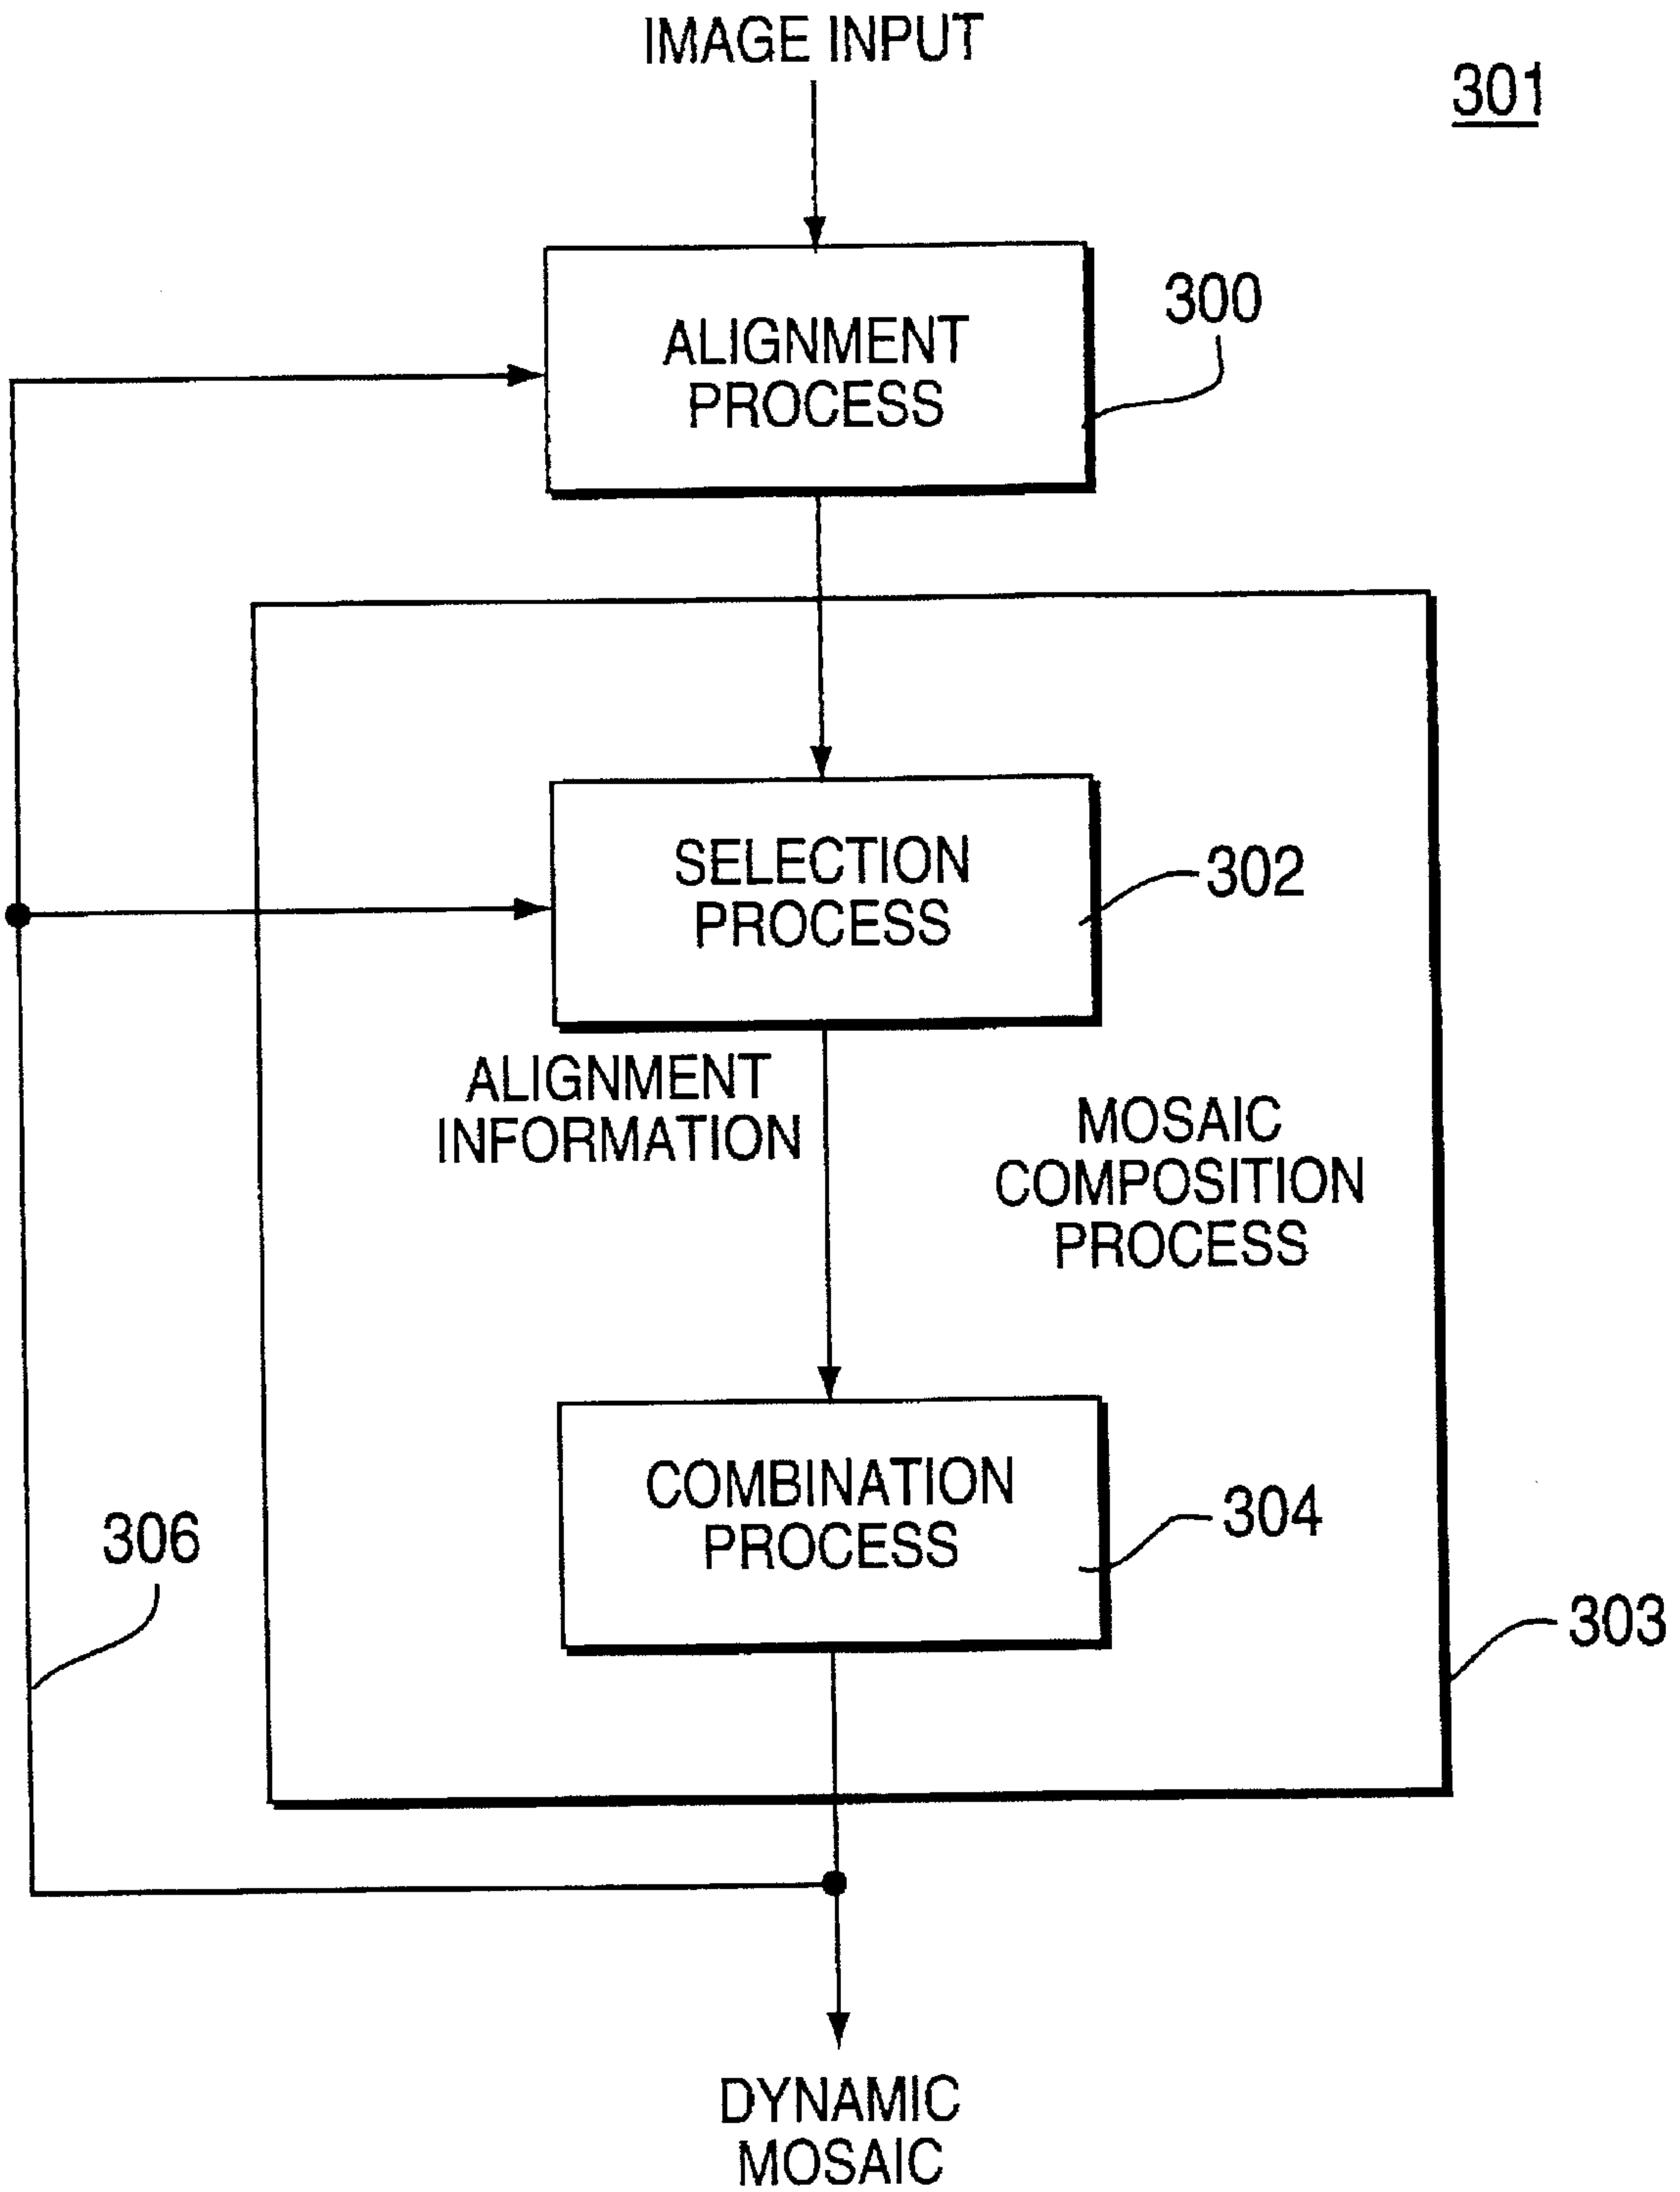 IMAGE INPUT
301
ALIGNMENT
PROCESS
300
SELECTION
PROCESS
302
ALIGNMENT
INFORMATION
MOSAIC
COMPOSITION
PROCESS
COMBINATION
PROCESS
304
306
303
DYNAMIC
MOSAIC